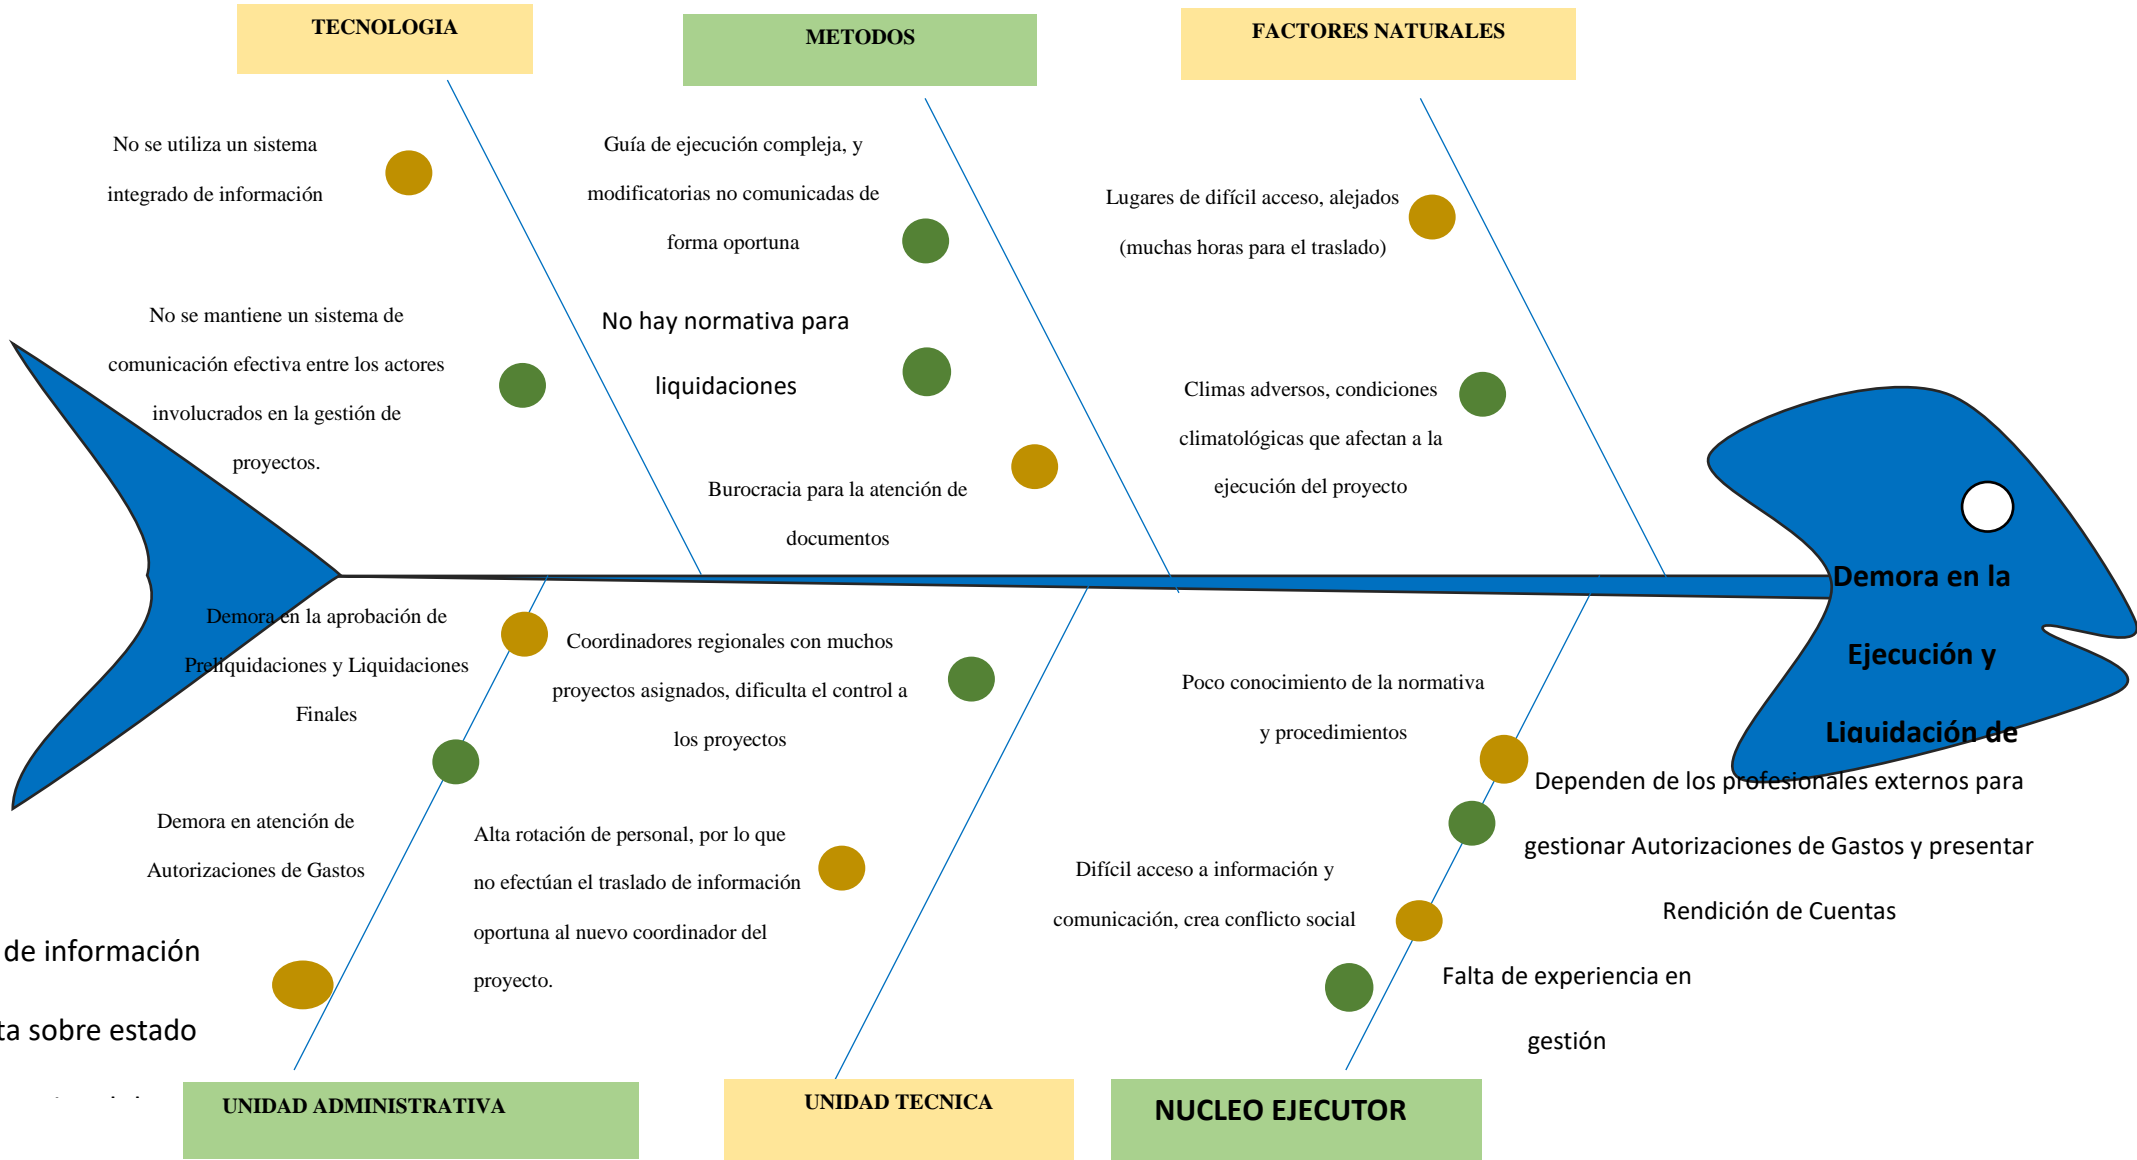 TECNOLOGIA
METODOS
FACTORES NATURALES
No se utiliza un sistema
integrado de información
No se mantiene un sistema de
comunicación efectiva entre los actores
involucrados en la gestión de
proyectos.
Guía de ejecución compleja, y
modificatorias no comunicadas de
forma oportuna
No hay normativa para
liquidaciones
Burocracia para la atención de
documentos
Lugares de difícil acceso, alejados
(muchas horas para el traslado)
Climas adversos, condiciones
climatológicas que afectan a la
ejecución del proyecto
Demora en la
Ejecución y
Liquidación de
Demora en la aprobación de
Preliquidaciones y Liquidaciones
Finales
Demora en atención de
Autorizaciones de Gastos
de información
sobre estado
Coordinadores regionales con muchos
proyectos asignados, dificulta el control a
los proyectos
Alta rotación de personal, por lo que
no efectúan el traslado de información
oportuna al nuevo coordinador del
proyecto.
Poco conocimiento de la normativa
y procedimientos
Difícil acceso a información y
comunicación, crea conflicto social
Dependen de los profesionales externos para
gestionar Autorizaciones de Gastos y presentar
Rendición de Cuentas
Falta de experiencia en
gestión
UNIDAD ADMINISTRATIVA
UNIDAD TECNICA
NUCLEO EJECUTOR